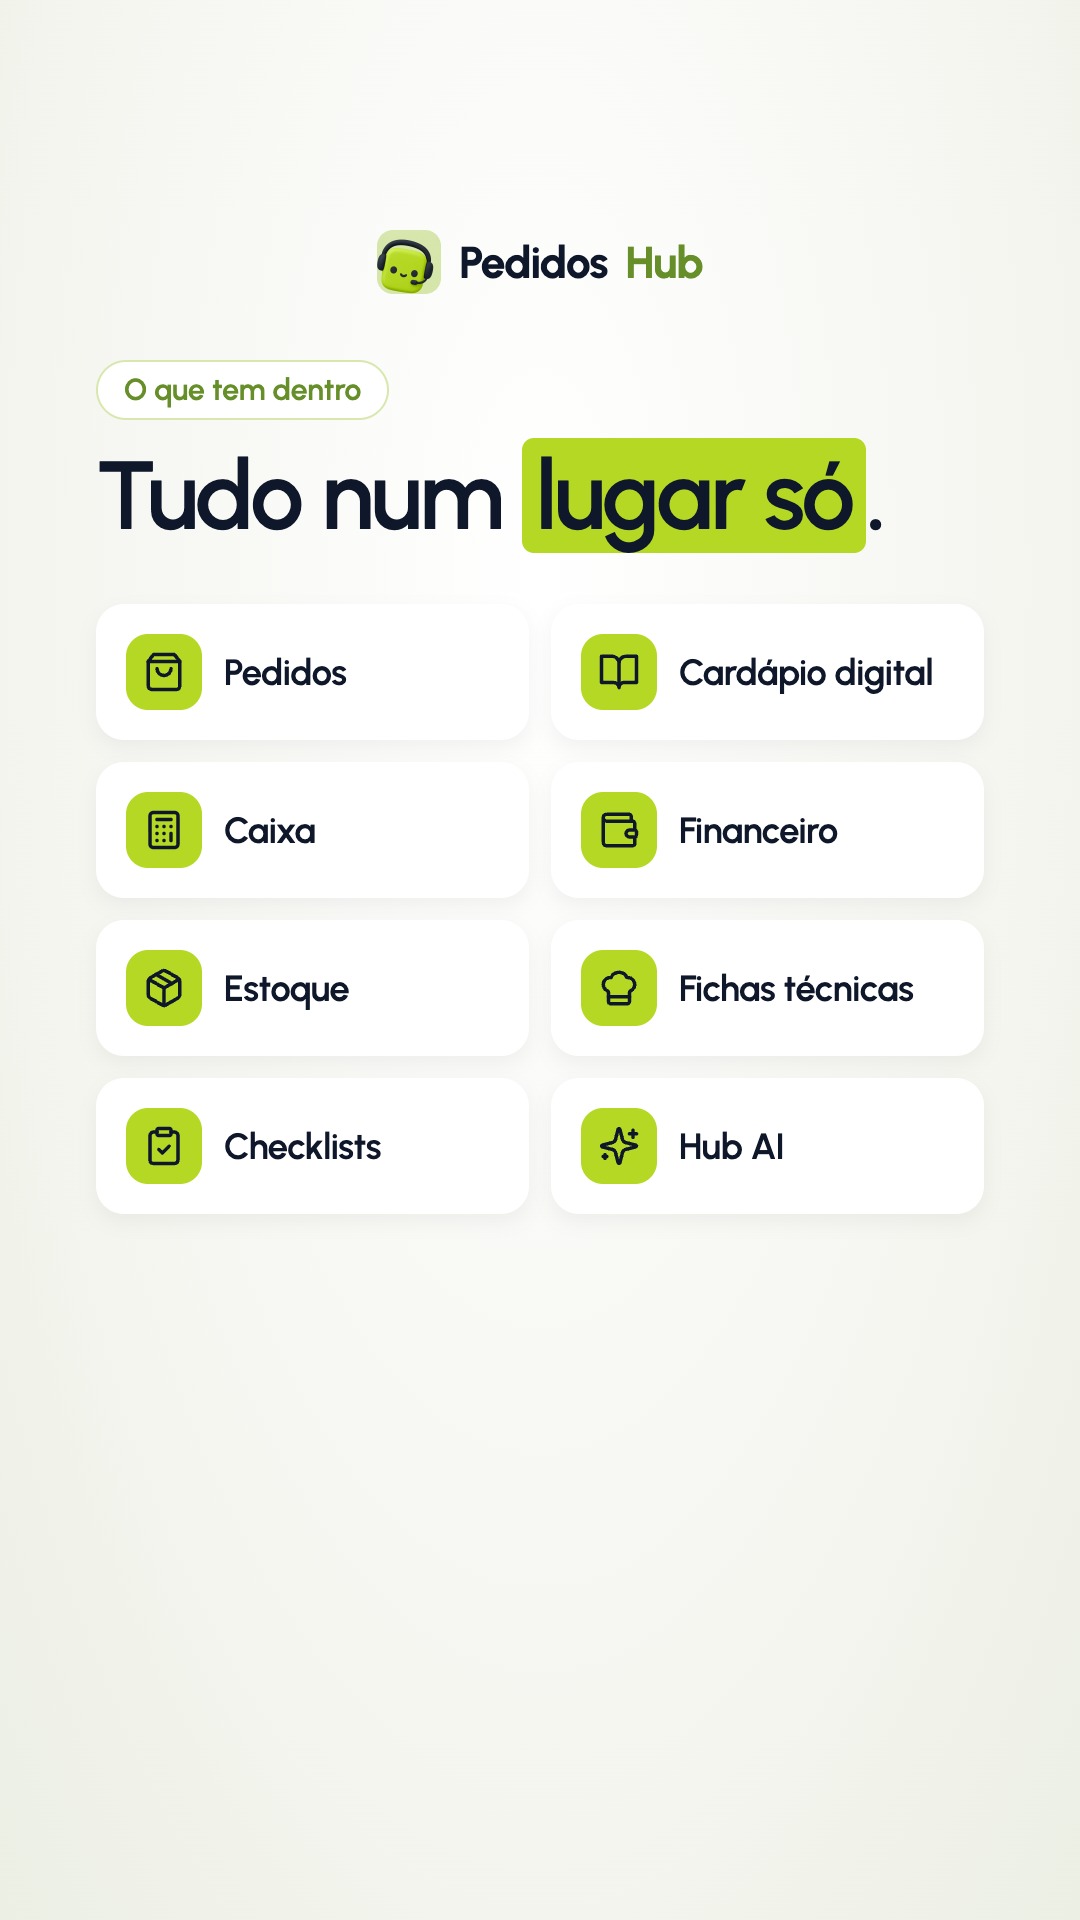 Pedidos Hub
O que tem dentro
Tudo num lugar só.
Pedidos
Cardápio digital
Caixa
Financeiro
Estoque
Fichas técnicas
Checklists
Hub AI